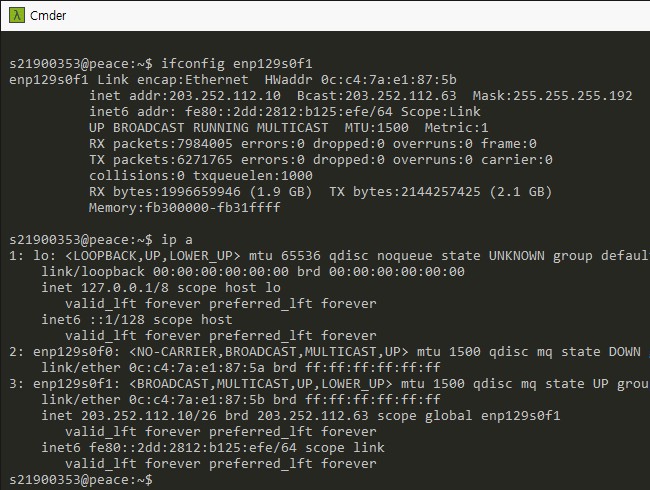 λ Cmder
s21900353@peace:~$ ifconfig enp129s0f1
enp129s0f1 Link encap:Ethernet  HWaddr 0c:c4:7a:e1:87:5b
          inet addr:203.252.112.10  Bcast:203.252.112.63  Mask:255.255.255.192
          inet6 addr: fe80::2dd:2812:b125:efe/64 Scope:Link
          UP BROADCAST RUNNING MULTICAST  MTU:1500  Metric:1
          RX packets:7984005 errors:0 dropped:0 overruns:0 frame:0
          TX packets:6271765 errors:0 dropped:0 overruns:0 carrier:0
          collisions:0 txqueuelen:1000
          RX bytes:1996659946 (1.9 GB)  TX bytes:2144257425 (2.1 GB)
          Memory:fb300000-fb31ffff
s21900353@peace:~$ ip a
1: lo: <LOOPBACK,UP,LOWER_UP> mtu 65536 qdisc noqueue state UNKNOWN group defaul
    link/loopback 00:00:00:00:00:00 brd 00:00:00:00:00:00
    inet 127.0.0.1/8 scope host lo
       valid_lft forever preferred_lft forever
    inet6 ::1/128 scope host
       valid_lft forever preferred_lft forever
2: enp129s0f0: <NO-CARRIER,BROADCAST,MULTICAST,UP> mtu 1500 qdisc mq state DOWN
    link/ether 0c:c4:7a:e1:87:5a brd ff:ff:ff:ff:ff:ff
3: enp129s0f1: <BROADCAST,MULTICAST,UP,LOWER_UP> mtu 1500 qdisc mq state UP grou
    link/ether 0c:c4:7a:e1:87:5b brd ff:ff:ff:ff:ff:ff
    inet 203.252.112.10/26 brd 203.252.112.63 scope global enp129s0f1
       valid_lft forever preferred_lft forever
    inet6 fe80::2dd:2812:b125:efe/64 scope link
       valid_lft forever preferred_lft forever
s21900353@peace:~$